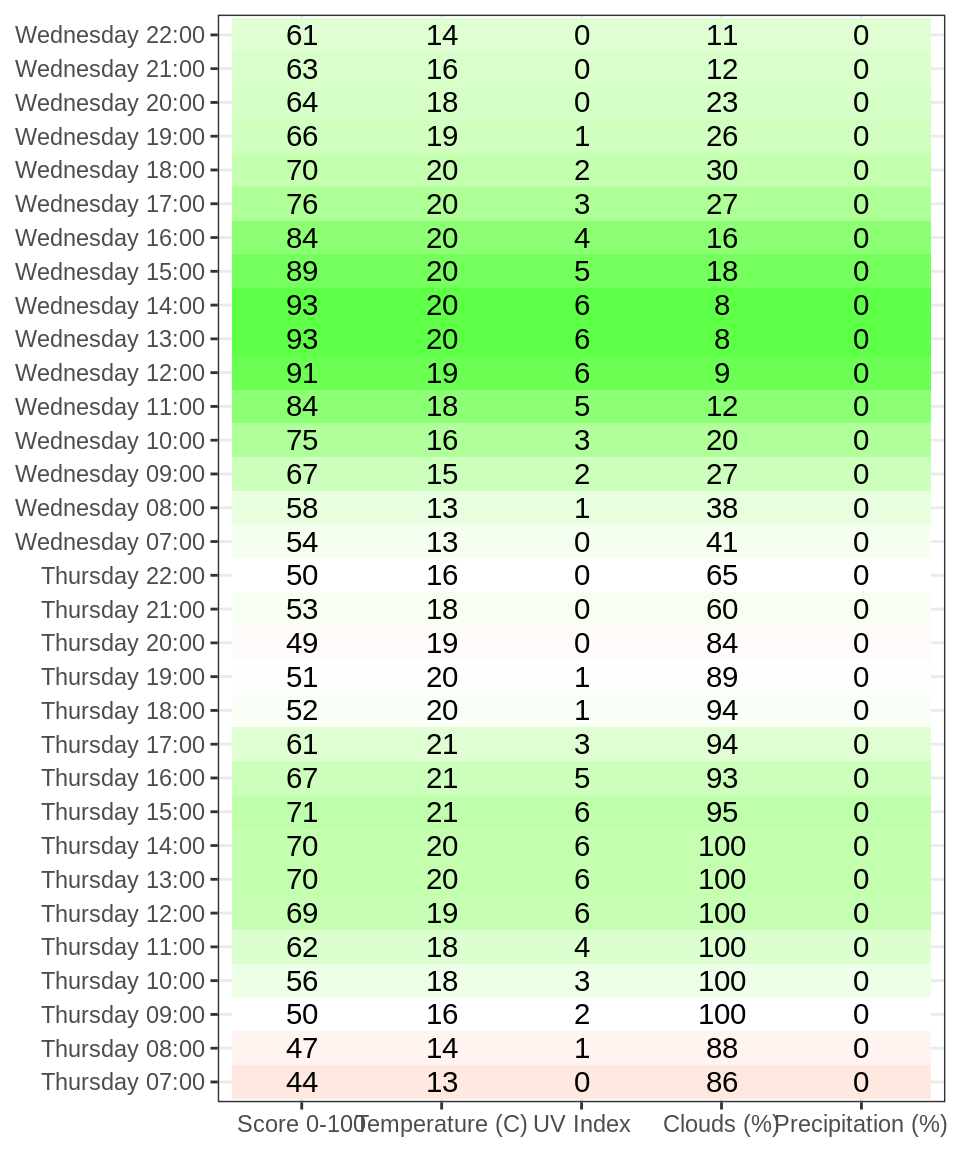 Wednesday 22:00 61 14 0 11 0
Wednesday 21:00 63 16 0 12 0
Wednesday 20:00 64 18 0 23 0
Wednesday 19:00 66 19 1 26 0
Wednesday 18:00 70 20 2 30 0
Wednesday 17:00 76 20 3 27 0
Wednesday 16:00 84 20 4 16 0
Wednesday 15:00 89 20 5 18 0
Wednesday 14:00 93 20 6 8 0
Wednesday 13:00 93 20 6 8 0
Wednesday 12:00 91 19 6 9 0
Wednesday 11:00 84 18 5 12 0
Wednesday 10:00 75 16 3 20 0
Wednesday 09:00 67 15 2 27 0
Wednesday 08:00 58 13 1 38 0
Wednesday 07:00 54 13 0 41 0
Thursday 22:00 50 16 0 65 0
Thursday 21:00 53 18 0 60 0
Thursday 20:00 49 19 0 84 0
Thursday 19:00 51 20 1 89 0
Thursday 18:00 52 20 1 94 0
Thursday 17:00 61 21 3 94 0
Thursday 16:00 67 21 5 93 0
Thursday 15:00 71 21 6 95 0
Thursday 14:00 70 20 6 100 0
Thursday 13:00 70 20 6 100 0
Thursday 12:00 69 19 6 100 0
Thursday 11:00 62 18 4 100 0
Thursday 10:00 56 18 3 100 0
Thursday 09:00 50 16 2 100 0
Thursday 08:00 47 14 1 88 0
Thursday 07:00 44 13 0 86 0
Score 0-100 Temperature (C) UV Index Clouds (%) Precipitation (%)